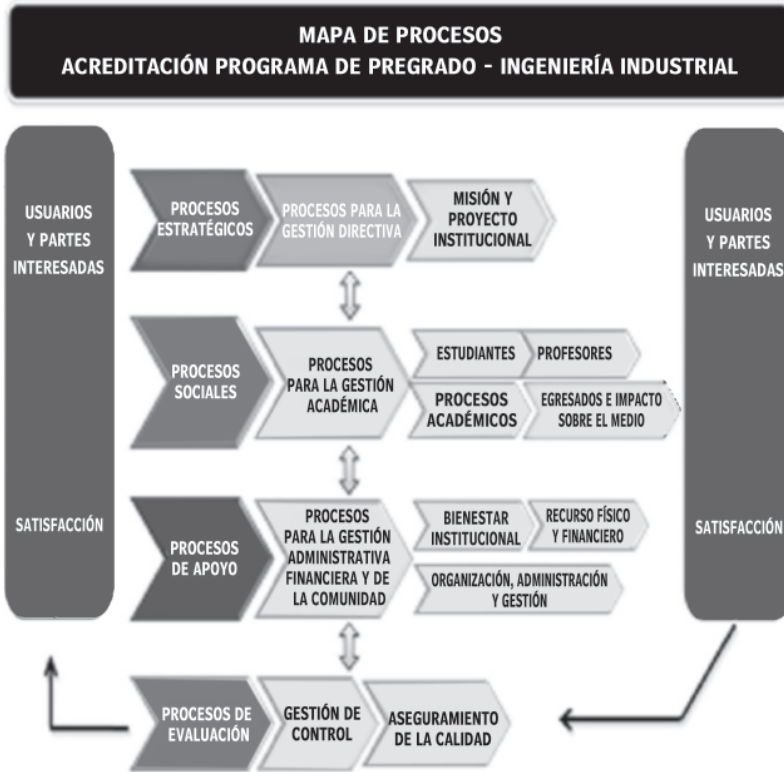 MAPA DE PROCESOS
ACREDITACIÓN PROGRAMA DE PREGRADO - INGENIERÍA INDUSTRIAL
USUARIOS
Y PARTES
INTERESADAS
SATISFACCIÓN
PROCESOS
ESTRATÉGICOS
PROCESOS PARA LA
GESTIÓN DIRECTIVA
MISIÓN Y
PROYECTO
INSTITUCIONAL
PROCESOS
SOCIALES
PROCESOS
PARA LA GESTIÓN
ACADÉMICA
ESTUDIANTES
PROFESORES
PROCESOS
ACADÉMICOS
EGRESADOS E IMPACTO
SOBRE EL MEDIO
PROCESOS
DE APOYO
PROCESOS
PARA LA GESTIÓN
ADMINISTRATIVA
FINANCIERA Y DE
LA COMUNIDAD
BIENESTAR
INSTITUCIONAL
RECURSO FÍSICO
Y FINANCIERO
ORGANIZACIÓN, ADMINISTRACIÓN
Y GESTIÓN
PROCESOS DE
EVALUACIÓN
GESTIÓN DE
CONTROL
ASEGURAMIENTO
DE LA CALIDAD
USUARIOS
Y PARTES
INTERESADAS
SATISFACCIÓN